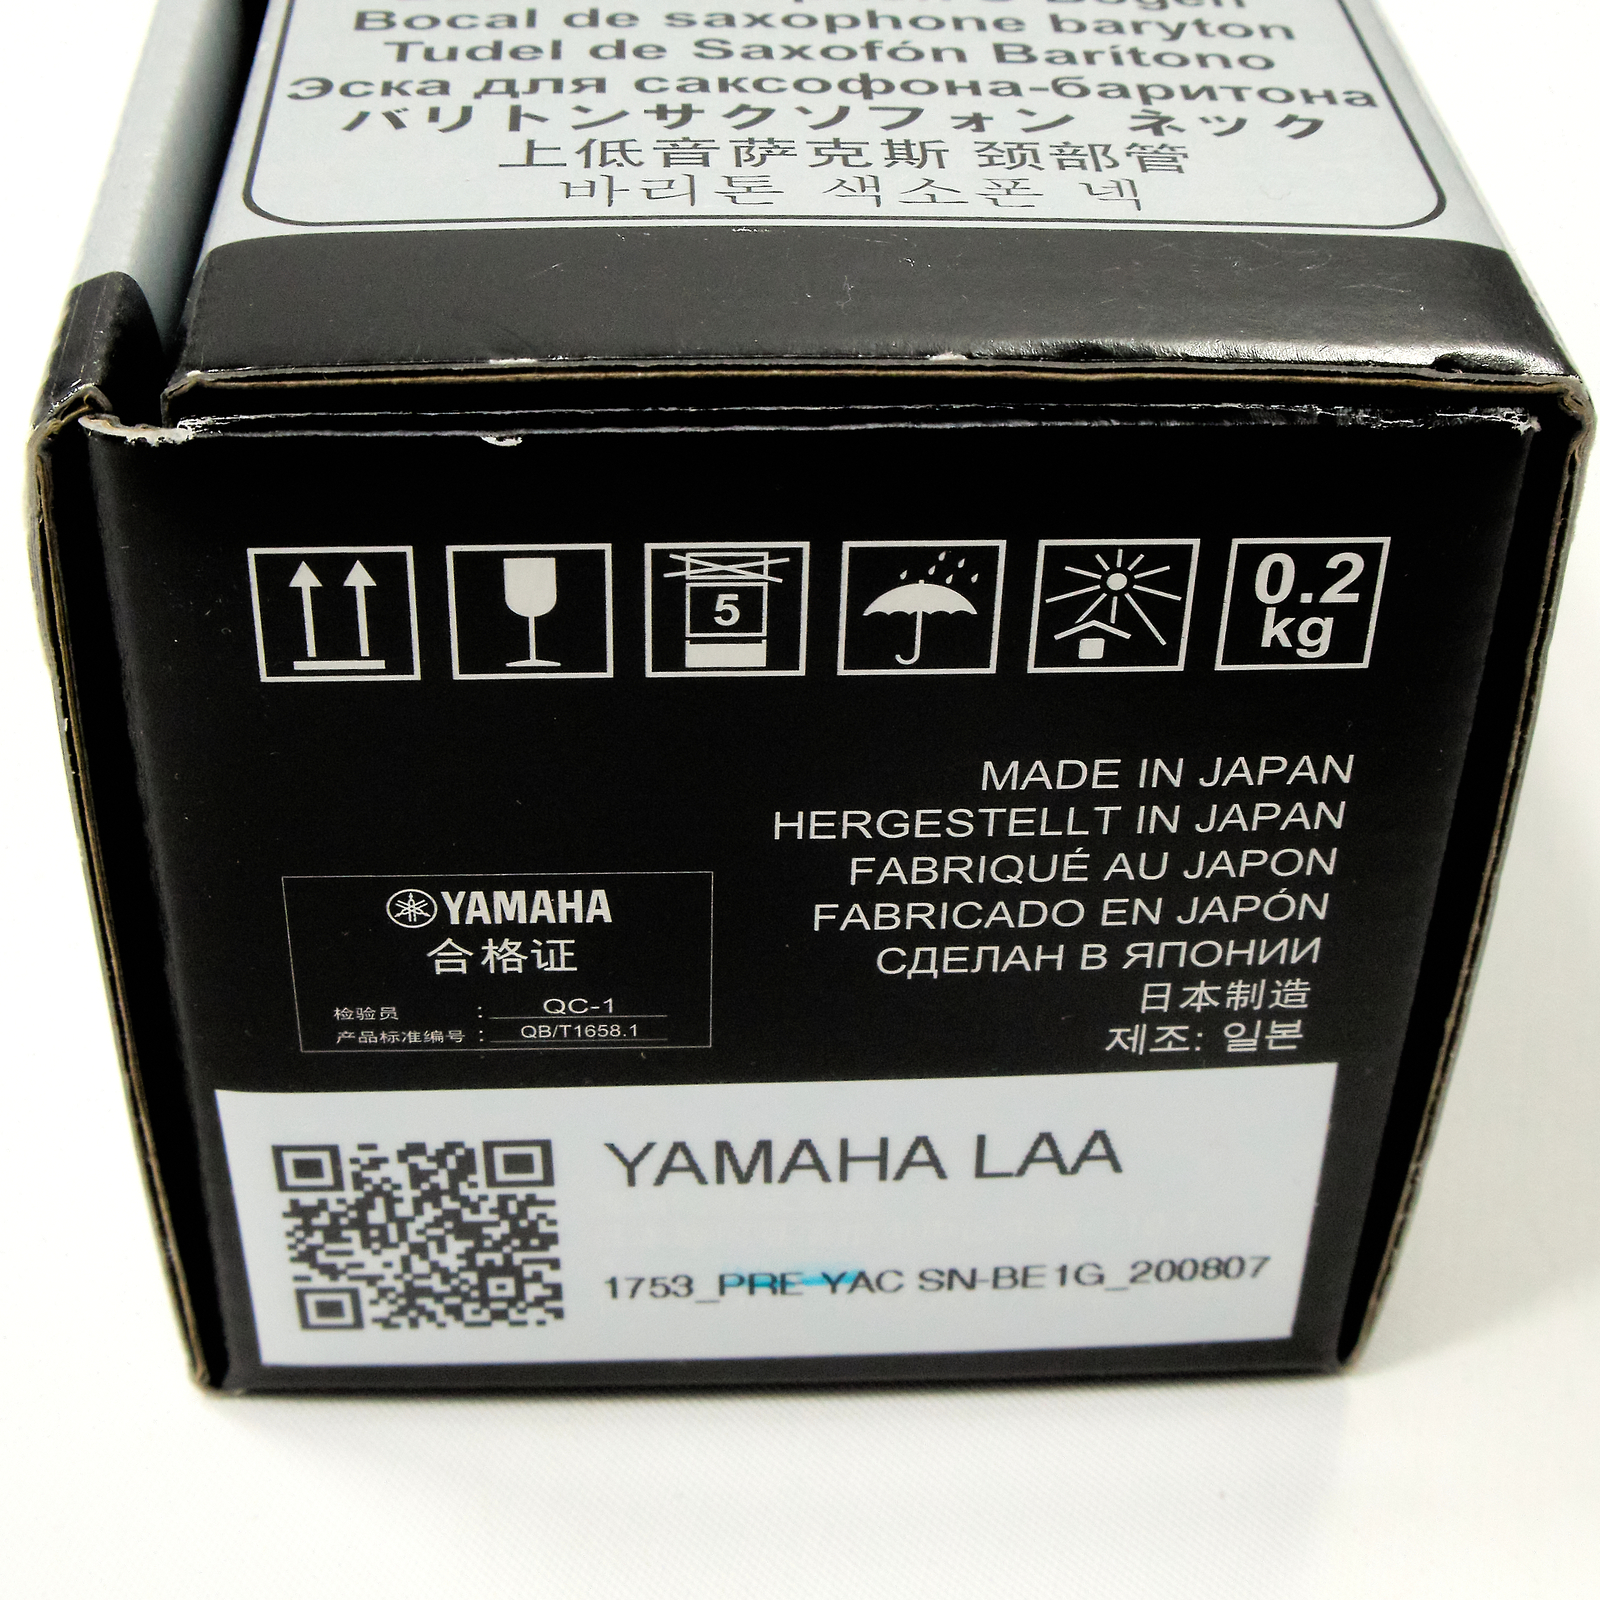 Bogen
Bocal de saxophone baryton
Tudel de Saxofón Barítono
Эска для саксофона-баритона
バリトンサクソフォン ネック
上低音萨克斯 颈部管
바리톤 색소폰 넥
5
0.2
kg
MADE IN JAPAN
HERGESTELLT IN JAPAN
FABRIQUÉ AU JAPON
FABRICADO EN JAPÓN
СДЕЛАН В ЯПОНИИ
日本制造
제조: 일본
YAMAHA
合格证
检验员 : QC-1
产品标准编号 : QB/T1658.1
YAMAHA LAA
1753_PRE-YAC SN-BE1G_200807